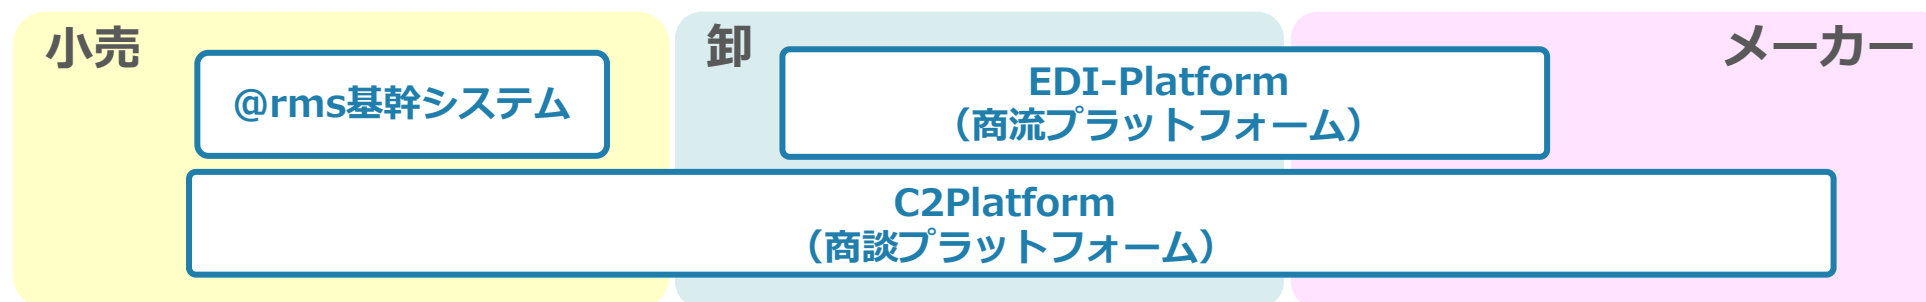 小売
卸
メーカー
@rms基幹システム
EDI-Platform
（商流プラットフォーム）
C2Platform
（商談プラットフォーム）